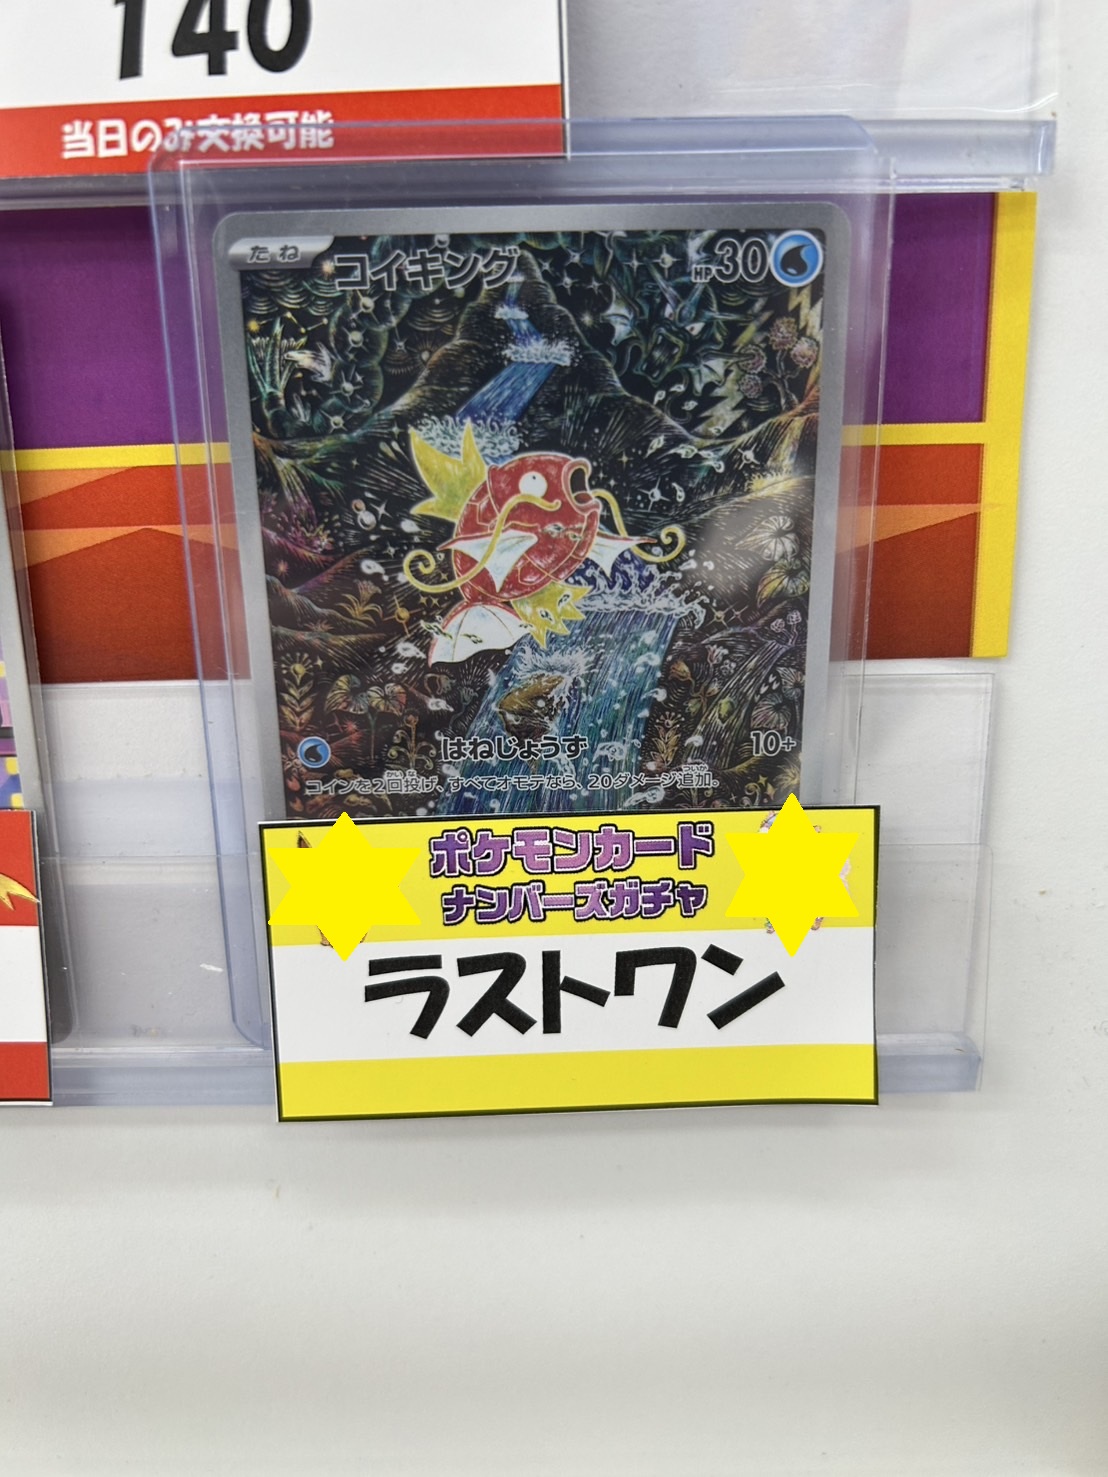 140
当日のみ交換可能
たね
コイキング
HP 30
はねじょうず 10+
コインを2回投げ、すべてオモテなら、20ダメージ追加。
ポケモンカード
ナンバーズガチャ
ラストワン